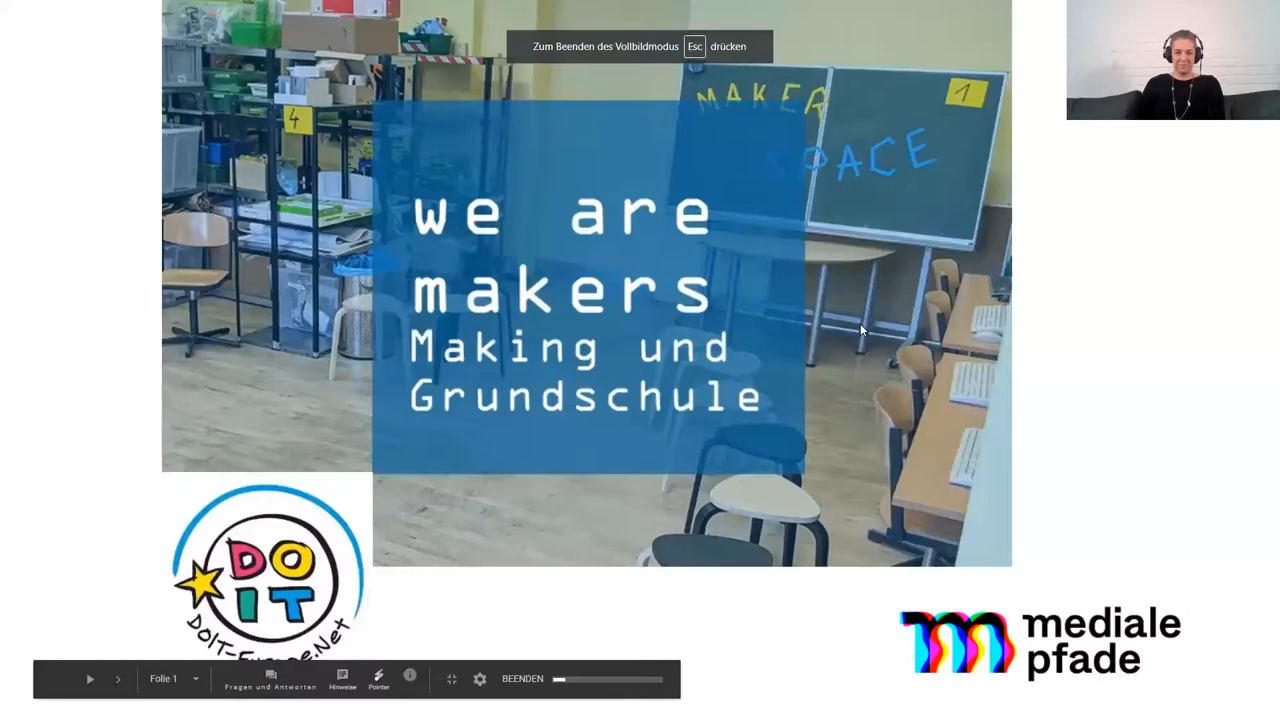 Zum Beenden des Vollbildmodus Esc drücken
4
MAKER
1
SPACE
we are
makers
Making und
Grundschule
DO
IT
DOIT-Europe.Net
mediale
pfade
Folie 1
Fragen und Antworten
Hinweise
Pointer
BEENDEN